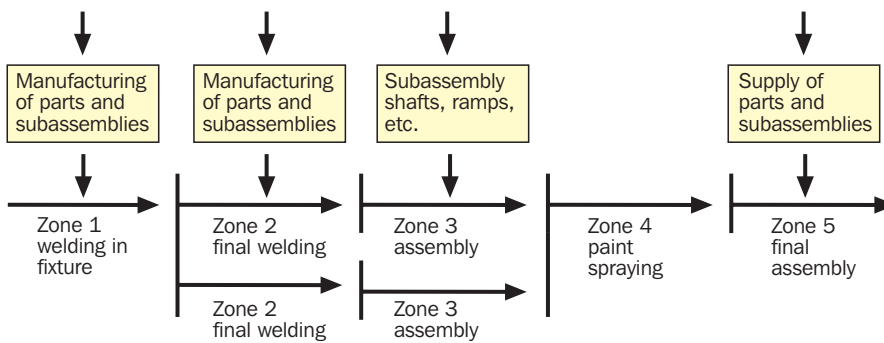 Manufacturing
of parts and
subassemblies
Manufacturing
of parts and
subassemblies
Subassembly
shafts, ramps,
etc.
Supply of
parts and
subassemblies
Zone 1
welding in
fixture
Zone 2
final welding
Zone 3
assembly
Zone 4
paint
spraying
Zone 5
final
assembly
Zone 2
final welding
Zone 3
assembly